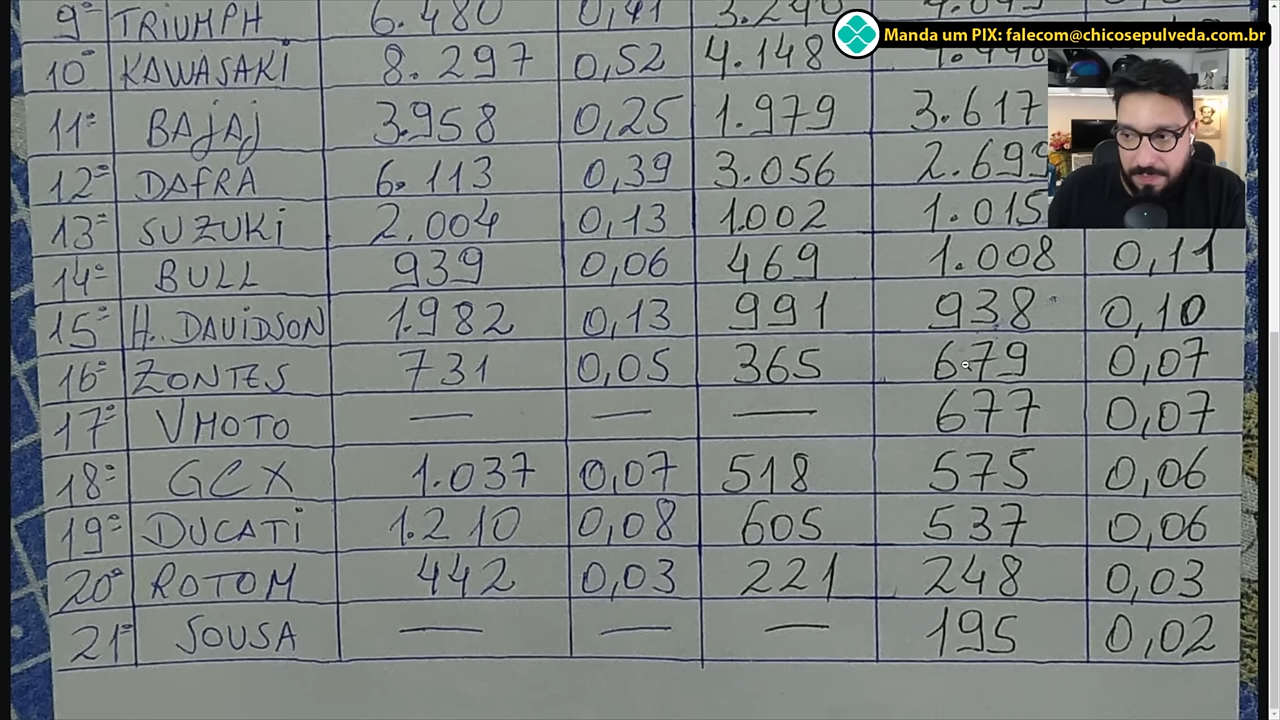 Manda um PIX: falecom@chicosepulveda.com.br
9º TRIUMPH 6.480 0,41 3.240
10º KAWASAKI 8.297 0,52 4.148
11º BAJAJ 3.958 0,25 1.979 3.617
12º DAFRA 6.113 0,39 3.056 2.699
13º SUZUKI 2.004 0,13 1.002 1.015
14º BULL 939 0,06 469 1.008 0,11
15º H. DAVIDSON 1.982 0,13 991 938 0,10
16º ZONTES 731 0,05 365 679 0,07
17º VMOTO — — — 677 0,07
18º GCX 1.037 0,07 518 575 0,06
19º DUCATI 1.210 0,08 605 537 0,06
20º ROTOM 442 0,03 221 248 0,03
21º SOUSA — — — 195 0,02